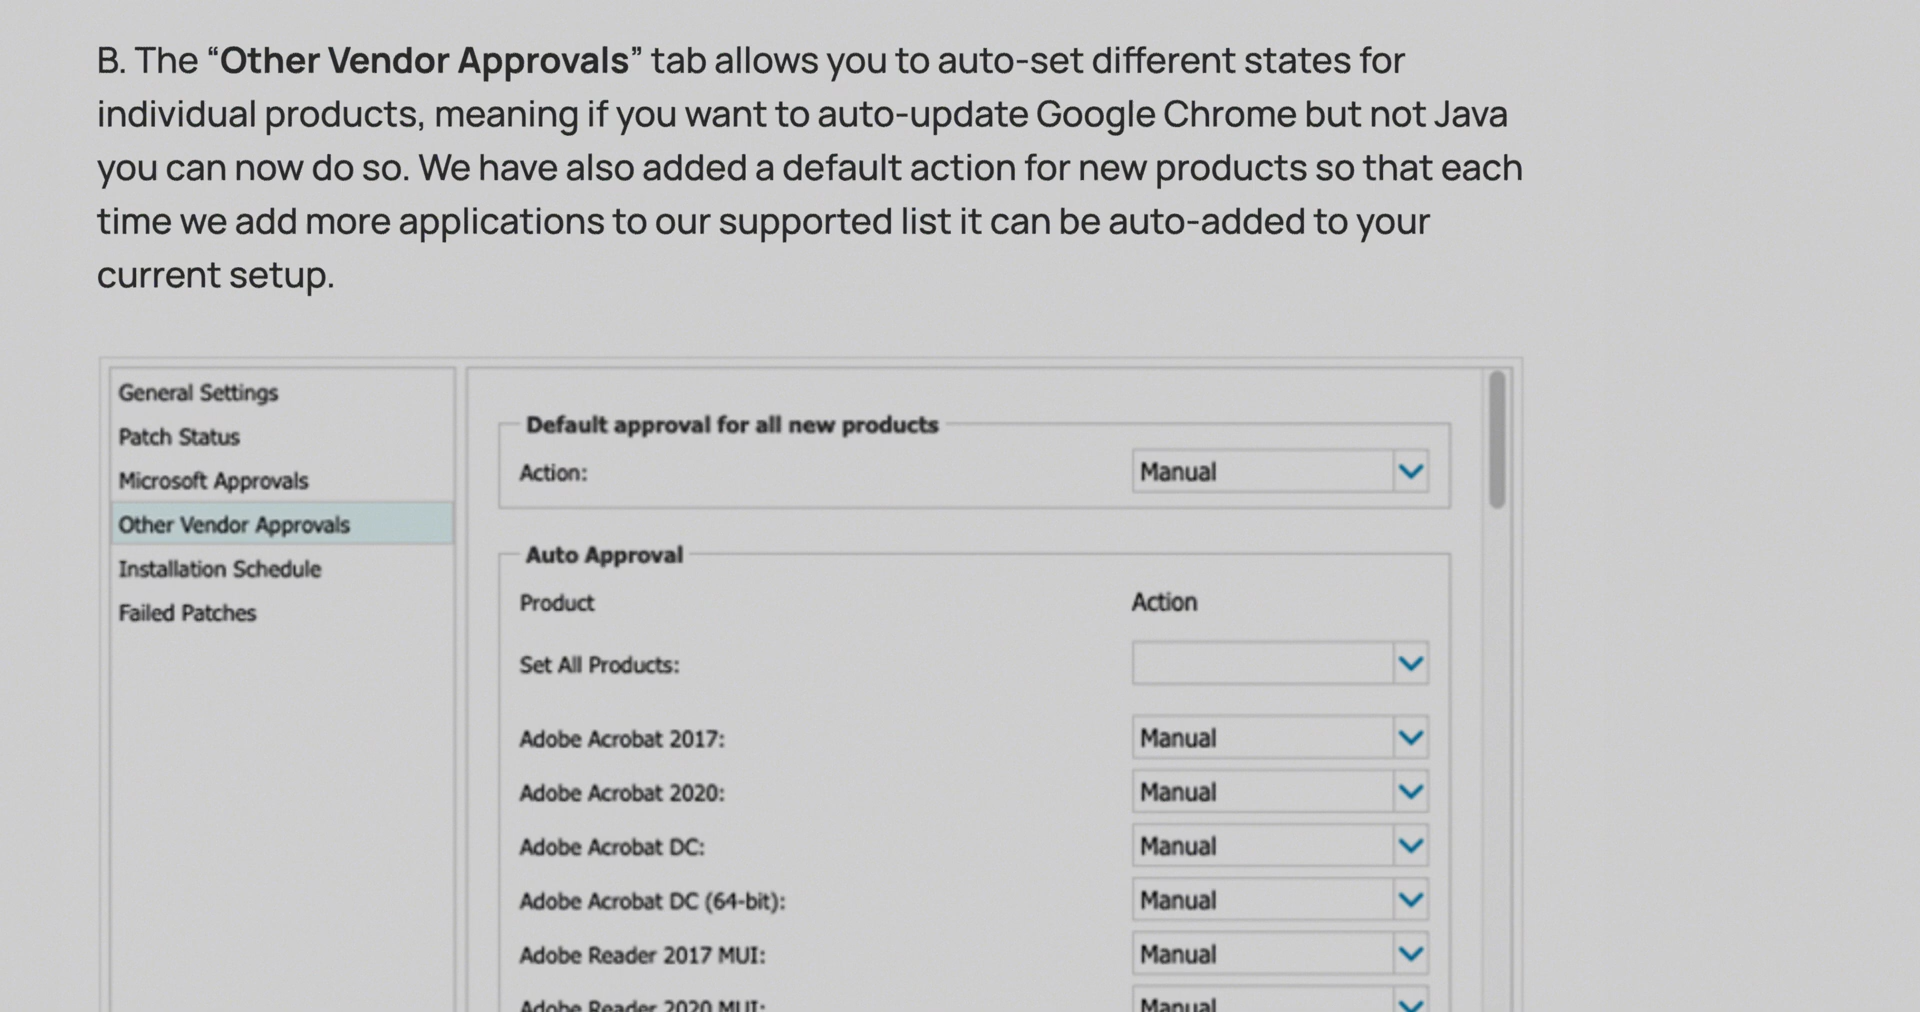 B. The “Other Vendor Approvals” tab allows you to auto-set different states for
individual products, meaning if you want to auto-update Google Chrome but not Java
you can now do so. We have also added a default action for new products so that each
time we add more applications to our supported list it can be auto-added to your
current setup.
General Settings
Patch Status
Microsoft Approvals
Other Vendor Approvals
Installation Schedule
Failed Patches
Default approval for all new products
Action: Manual
Auto Approval
Product Action
Set All Products:
Adobe Acrobat 2017: Manual
Adobe Acrobat 2020: Manual
Adobe Acrobat DC: Manual
Adobe Acrobat DC (64-bit): Manual
Adobe Reader 2017 MUI: Manual
Adobe Reader 2020 MUI: Manual